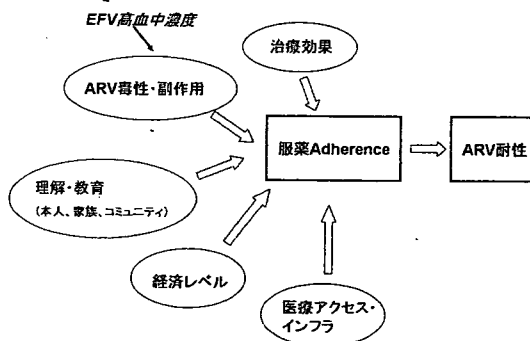 EFV高血中濃度
治療効果
ARV毒性・副作用
服薬Adherence
ARV耐性
理解・教育
(本人、家族、コミュニティ)
経済レベル
医療アクセス・
インフラ